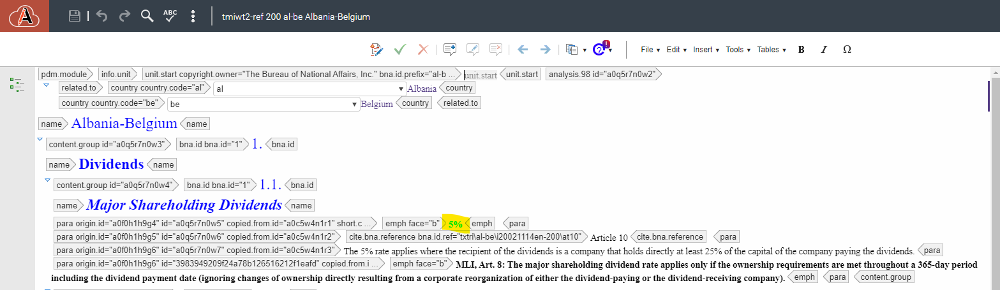 A
ABC
tmiwt2-ref 200 al-be Albania-Belgium
? ! File Edit Insert Tools Tables B I Ω
pdm.module info.unit unit.start copyright.owner="The Bureau of National Affairs, Inc." bna.id.prefix="al-b ... unit.start unit.start analysis.98 id="a0q5r7n0w2"
related.to country country.code="al" al Albania country
country country.code="be" be Belgium country related.to
name Albania-Belgium name
content.group id="a0q5r7n0w3" bna.id bna.id="1" 1. bna.id
name Dividends name
content.group id="a0q5r7n0w4" bna.id bna.id="1" 1.1. bna.id
name Major Shareholding Dividends name
para origin.id="a0f0h1h9g4" id="a0q5r7n0w5" copied.from.id="a0c5w4n1r1" short.c ... emph face="b" 5% emph para
para origin.id="a0f0h1h9g5" id="a0q5r7n0w6" copied.from.id="a0c5w4n1r2" cite.bna.reference bna.id.ref="txtri\al-be\i20021114en-200\at10" Article 10 cite.bna.reference para
para origin.id="a0f0h1h9g6" id="a0q5r7n0w7" copied.from.id="a0c5w4n1r3" The 5% rate applies where the recipient of the dividends is a company that holds directly at least 25% of the capital of the company paying the dividends. para
para origin.id="a0f0h1h9g6" id="3983949209f24a78b126516212f1eafd" copied.from.i ... emph face="b" MLI, Art. 8: The major shareholding dividend rate applies only if the ownership requirements are met throughout a 365-day period
including the dividend payment date (ignoring changes of ownership directly resulting from a corporate reorganization of either the dividend-paying or the dividend-receiving company). emph para content.group